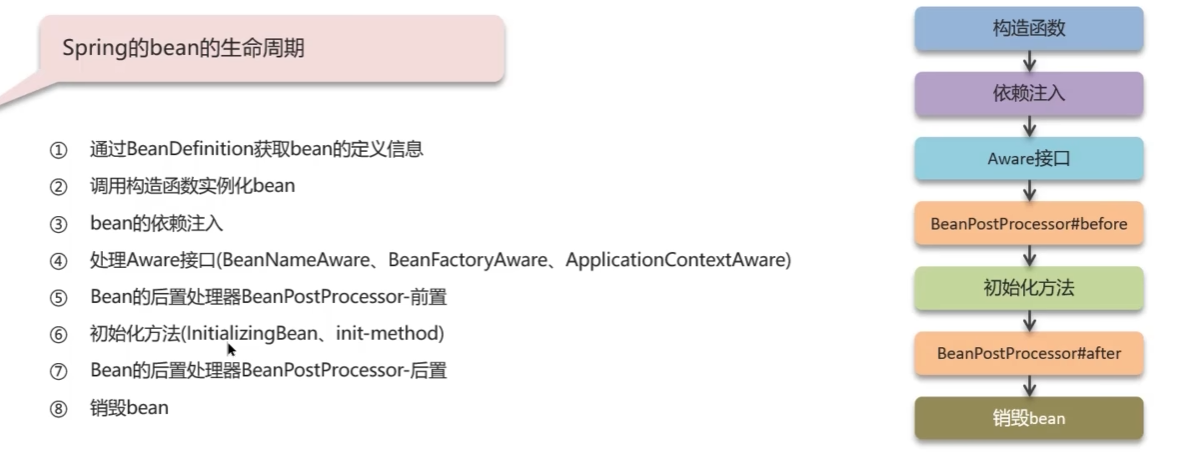 Spring的bean的生命周期
① 通过BeanDefinition获取bean的定义信息
② 调用构造函数实例化bean
③ bean的依赖注入
④ 处理Aware接口(BeanNameAware、BeanFactoryAware、ApplicationContextAware)
⑤ Bean的后置处理器BeanPostProcessor-前置
⑥ 初始化方法(InitializingBean、init-method)
⑦ Bean的后置处理器BeanPostProcessor-后置
⑧ 销毁bean
构造函数
依赖注入
Aware接口
BeanPostProcessor#before
初始化方法
BeanPostProcessor#after
销毁bean